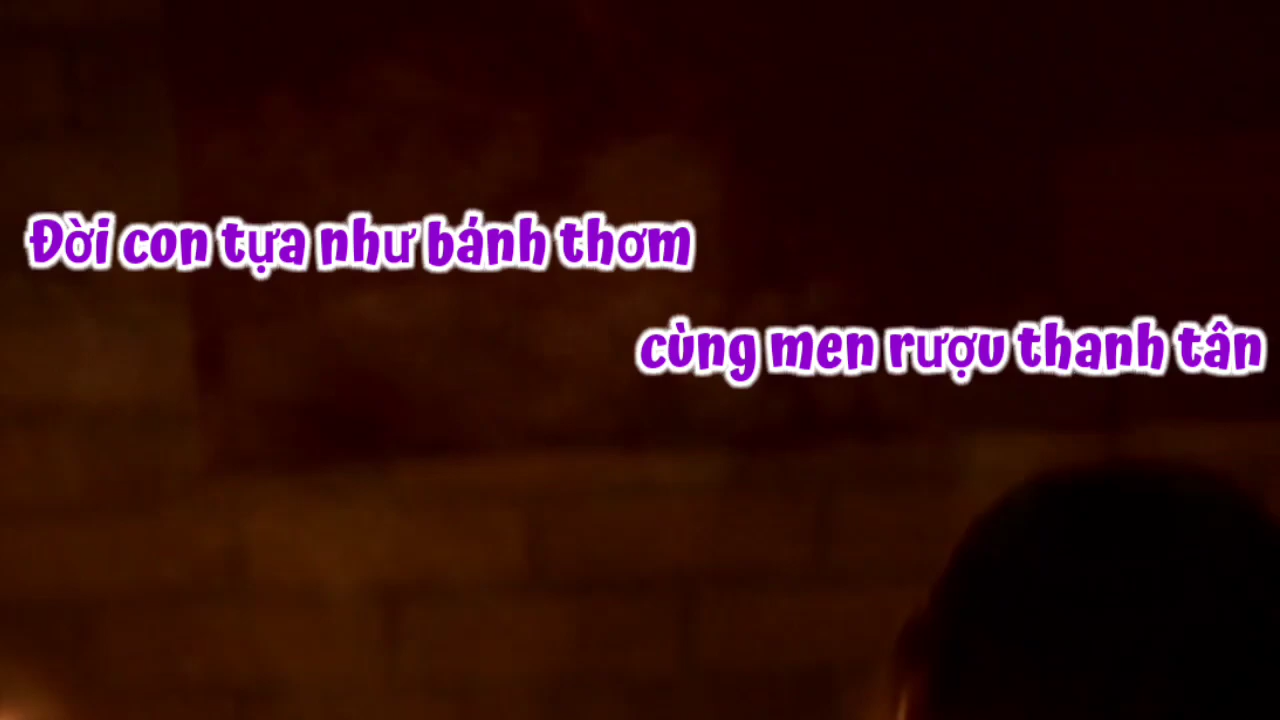 Đời con tựa như bánh thơm
cùng men rượu thanh tân